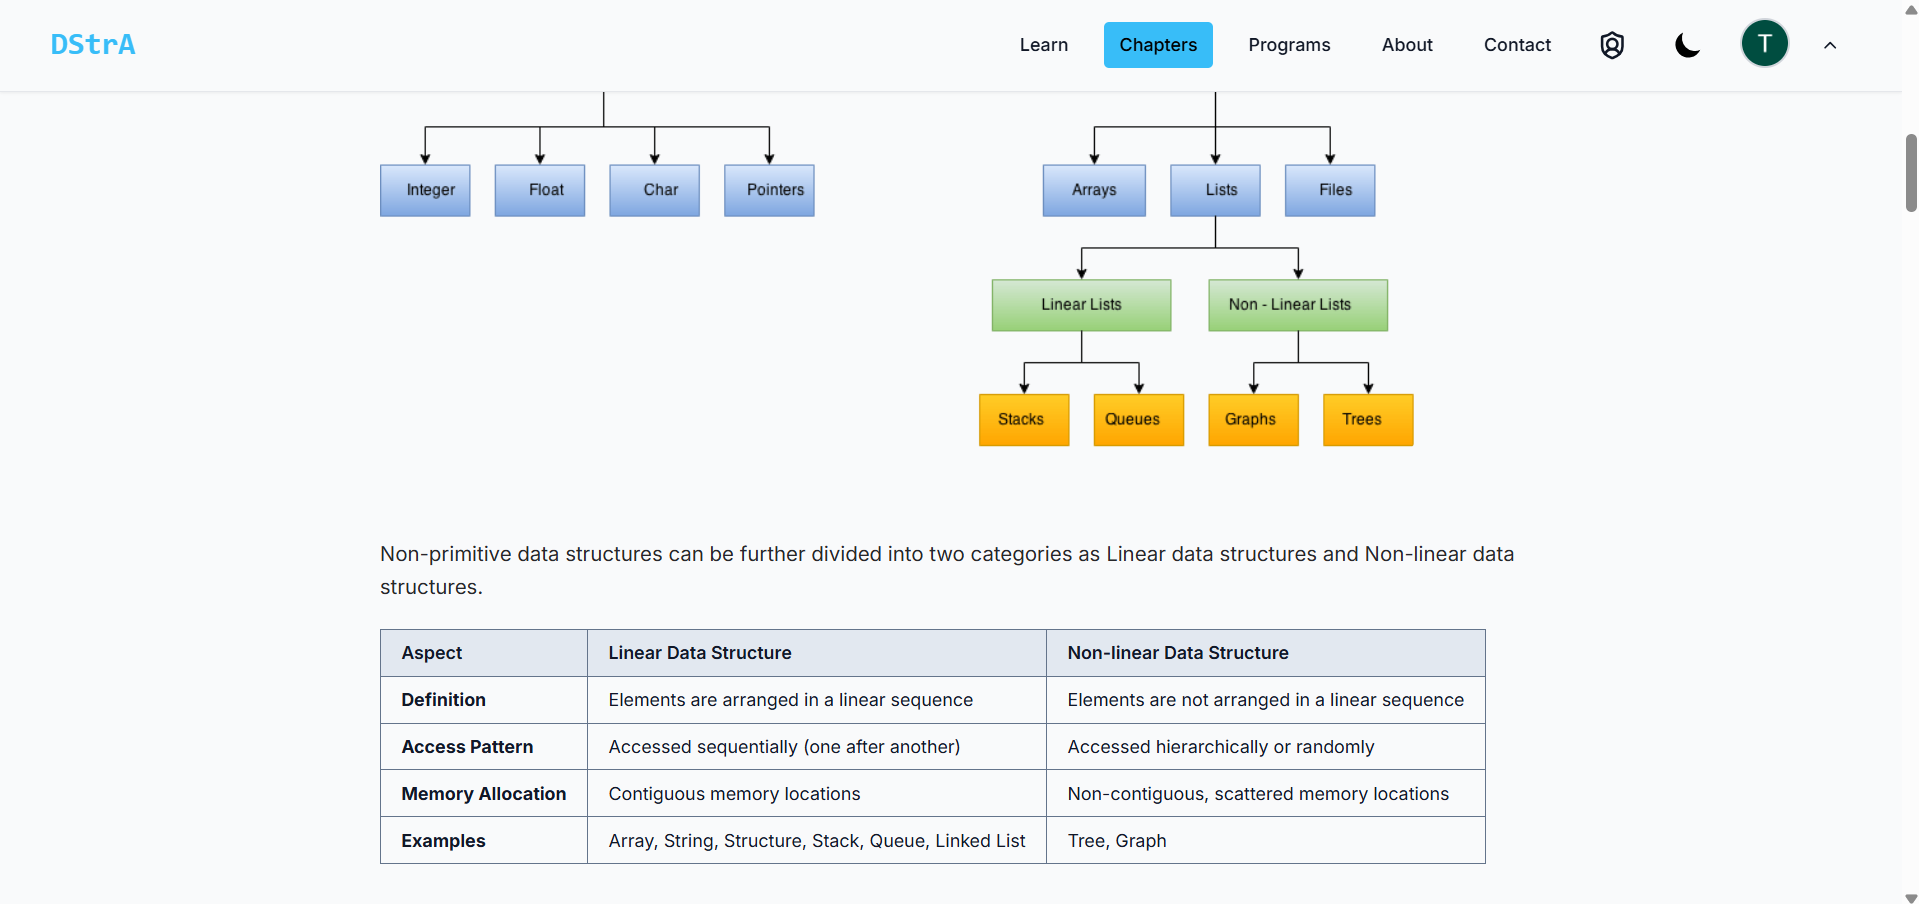 DStrA
Learn
Chapters
Programs
About
Contact
T
Integer
Float
Char
Pointers
Arrays
Lists
Files
Linear Lists
Non - Linear Lists
Stacks
Queues
Graphs
Trees
Non-primitive data structures can be further divided into two categories as Linear data structures and Non-linear data
structures.
Aspect
Linear Data Structure
Non-linear Data Structure
Definition
Elements are arranged in a linear sequence
Elements are not arranged in a linear sequence
Access Pattern
Accessed sequentially (one after another)
Accessed hierarchically or randomly
Memory Allocation
Contiguous memory locations
Non-contiguous, scattered memory locations
Examples
Array, String, Structure, Stack, Queue, Linked List
Tree, Graph